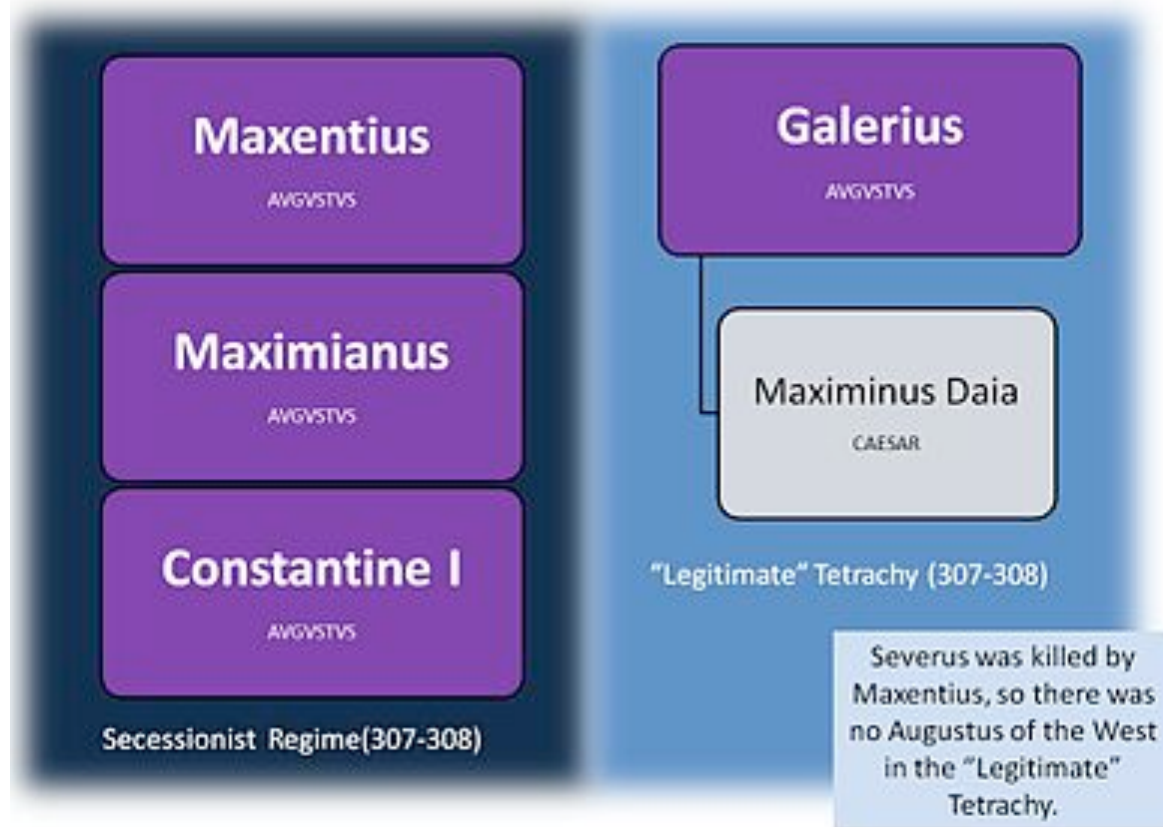 Maxentius
AVGVSTVS
Maximianus
AVGVSTVS
Constantine I
AVGVSTVS
Secessionist Regime(307-308)
Galerius
AVGVSTVS
Maximinus Daia
CAESAR
"Legitimate" Tetrachy (307-308)
Severus was killed by
Maxentius, so there was
no Augustus of the West
in the "Legitimate"
Tetrachy.